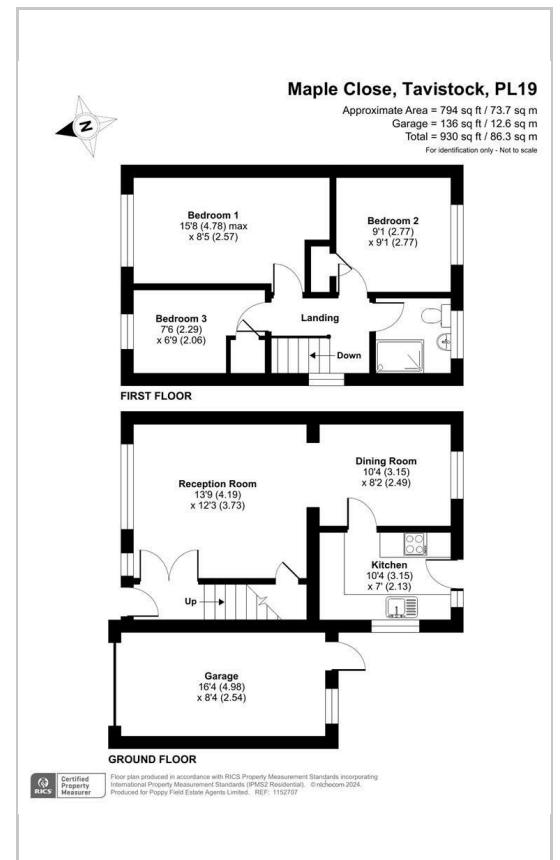 Maple Close, Tavistock, PL19
Approximate Area = 794 sq ft / 73.7 sq m
Garage = 136 sq ft / 12.6 sq m
Total = 930 sq ft / 86.3 sq m
For identification only - Not to scale
N
Bedroom 1
15'8 (4.78) max
x 8'5 (2.57)
Bedroom 2
9'1 (2.77)
x 9'1 (2.77)
Bedroom 3
7'6 (2.29)
x 6'9 (2.06)
Landing
Down
FIRST FLOOR
Reception Room
13'9 (4.19)
x 12'3 (3.73)
Dining Room
10'4 (3.15)
x 8'2 (2.49)
Kitchen
10'4 (3.15)
x 7' (2.13)
Up
Garage
16'4 (4.98)
x 8'4 (2.54)
GROUND FLOOR
RICS
Certified
Property
Measurer
Floor plan produced in accordance with RICS Property Measurement Standards incorporating
International Property Measurement Standards (IPMS2 Residential). © nichecom 2024.
Produced for Poppy Field Estate Agents Limited. REF: 1152707